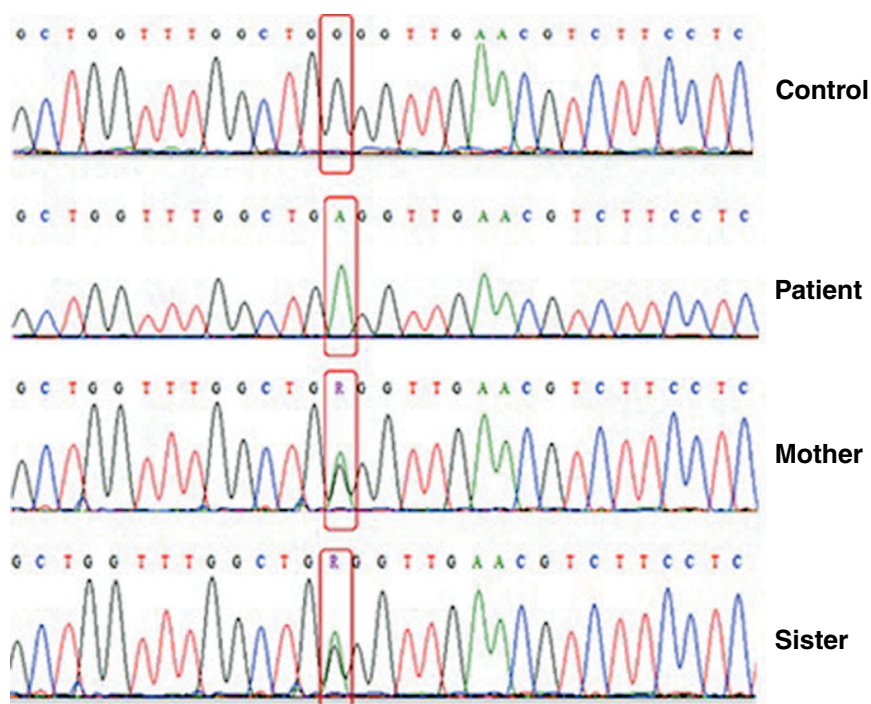 G C T G G T T T G G C T G G G G T T G A A C G T C T T C C T C
Control
G C T G G T T T G G C T G A G G T T G A A C G T C T T C C T C
Patient
G C T G G T T T G G C T G R G G T T G A A C G T C T T C C T C
Mother
G C T G G T T T G G C T G R G G T T G A A C G T C T T C C T C
Sister